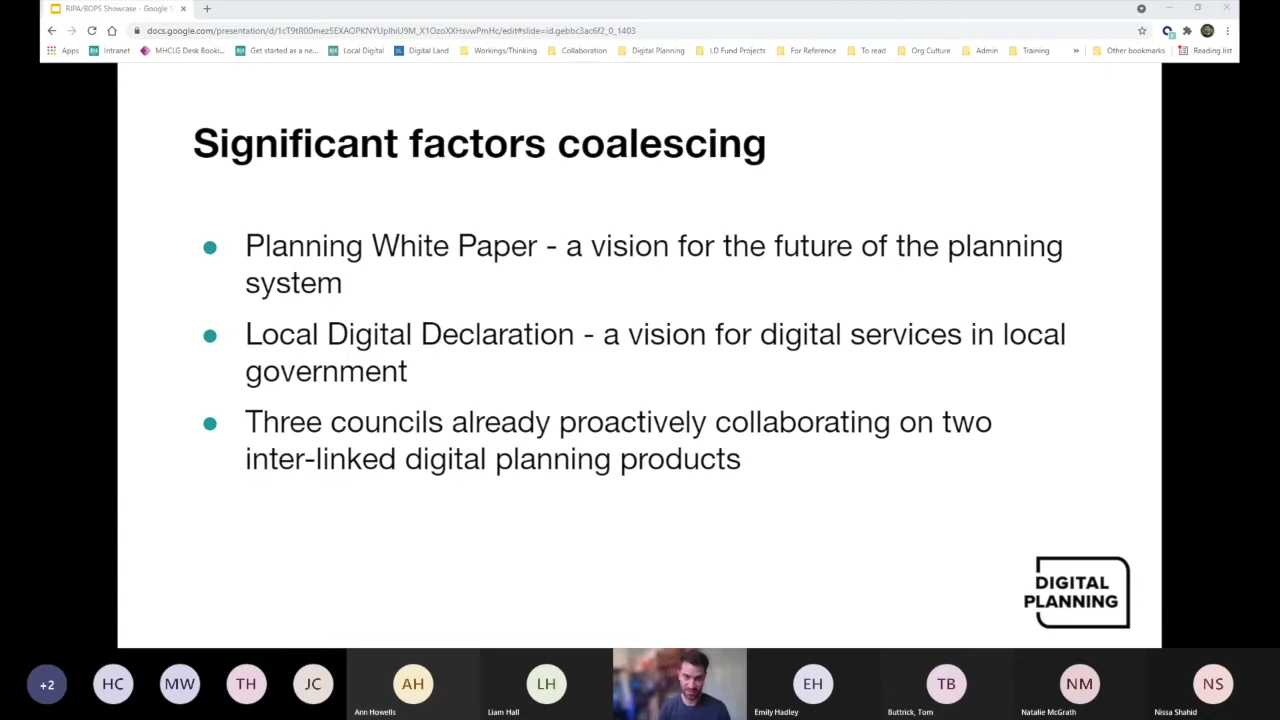 RIPA/BOPS Showcase - Google S
docs.google.com/presentation/d/1cT9tR00mez5EXAOPKNYUpIhiU9M_X1OzoXXHsvwPmHc/edit#slide=id.gebbc3ac6f2_0_1403
Apps Intranet MHCLG Desk Booki... Get started as a ne... Local Digital Digital Land Workings/Thinking Collaboration Digital Planning LD Fund Projects For Reference To read Org Culture Admin Training » Other bookmarks Reading list
Significant factors coalescing
Planning White Paper - a vision for the future of the planning
system
Local Digital Declaration - a vision for digital services in local
government
Three councils already proactively collaborating on two
inter-linked digital planning products
DIGITAL
PLANNING
+2 HC MW TH JC AH LH EH TB NM NS
Ann Howells Liam Hall Emily Hadley Buttrick, Tom Natalie McGrath Nissa Shahid